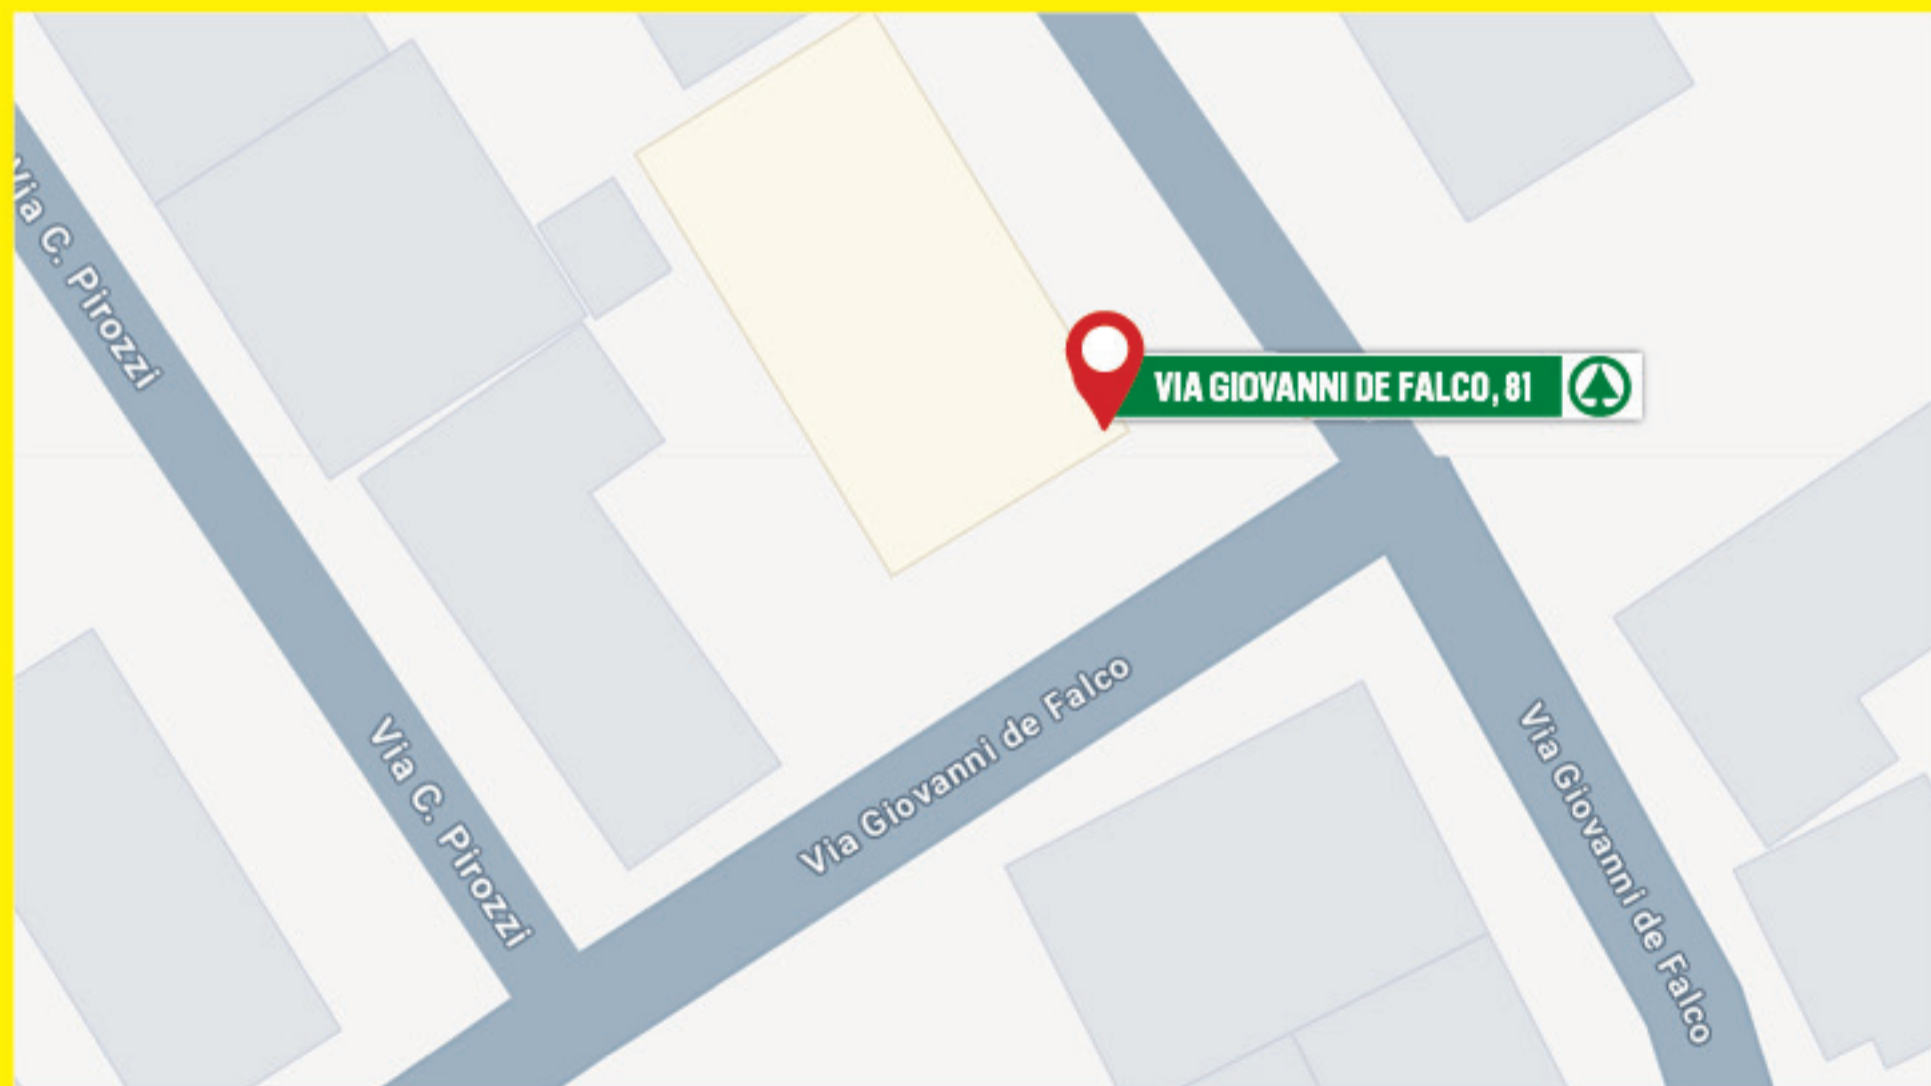 Via C. Pirozzi
VIA GIOVANNI DE FALCO, 81
Via Giovanni de Falco
Via C. Pirozzi
Via Giovanni de Falco